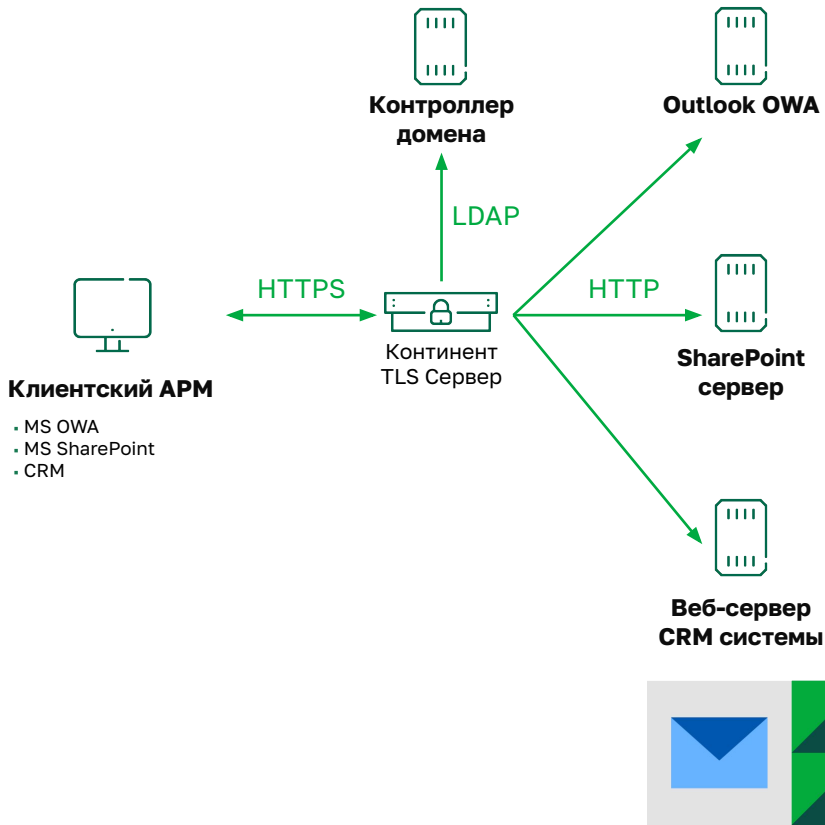 Контроллер
домена
Outlook OWA
LDAP
HTTPS
HTTP
Континент
TLS Сервер
SharePoint
сервер
Клиентский АРМ
▪ MS OWA
▪ MS SharePoint
▪ CRM
Веб-сервер
CRM системы